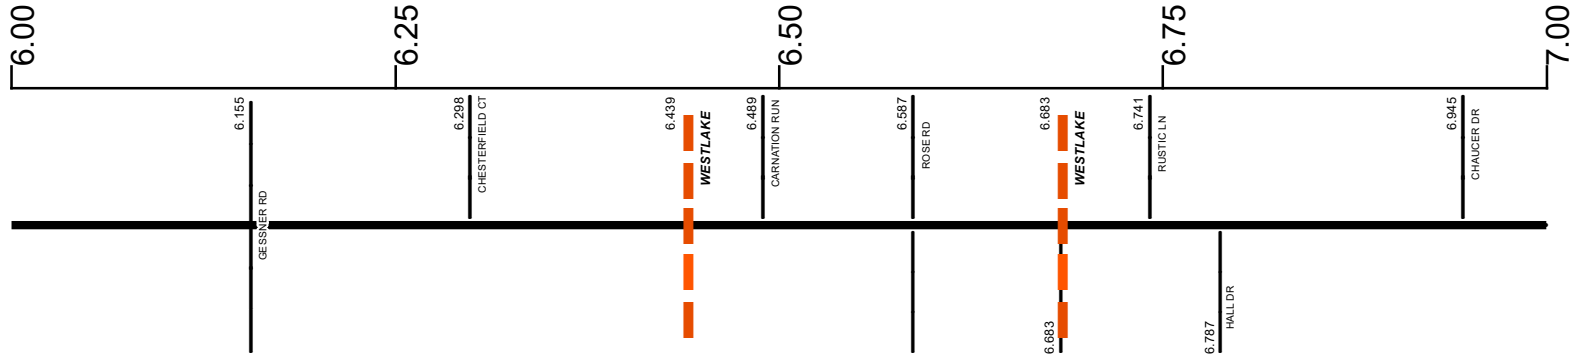 6.00
6.25
6.50
6.75
7.00
6.155
GESSNER RD
6.298
CHESTERFIELD CT
6.439
WESTLAKE
6.489
CARNATION RUN
6.587
ROSE RD
6.683
WESTLAKE
6.741
RUSTIC LN
6.945
CHAUCER DR
6.683
6.787
HALL DR